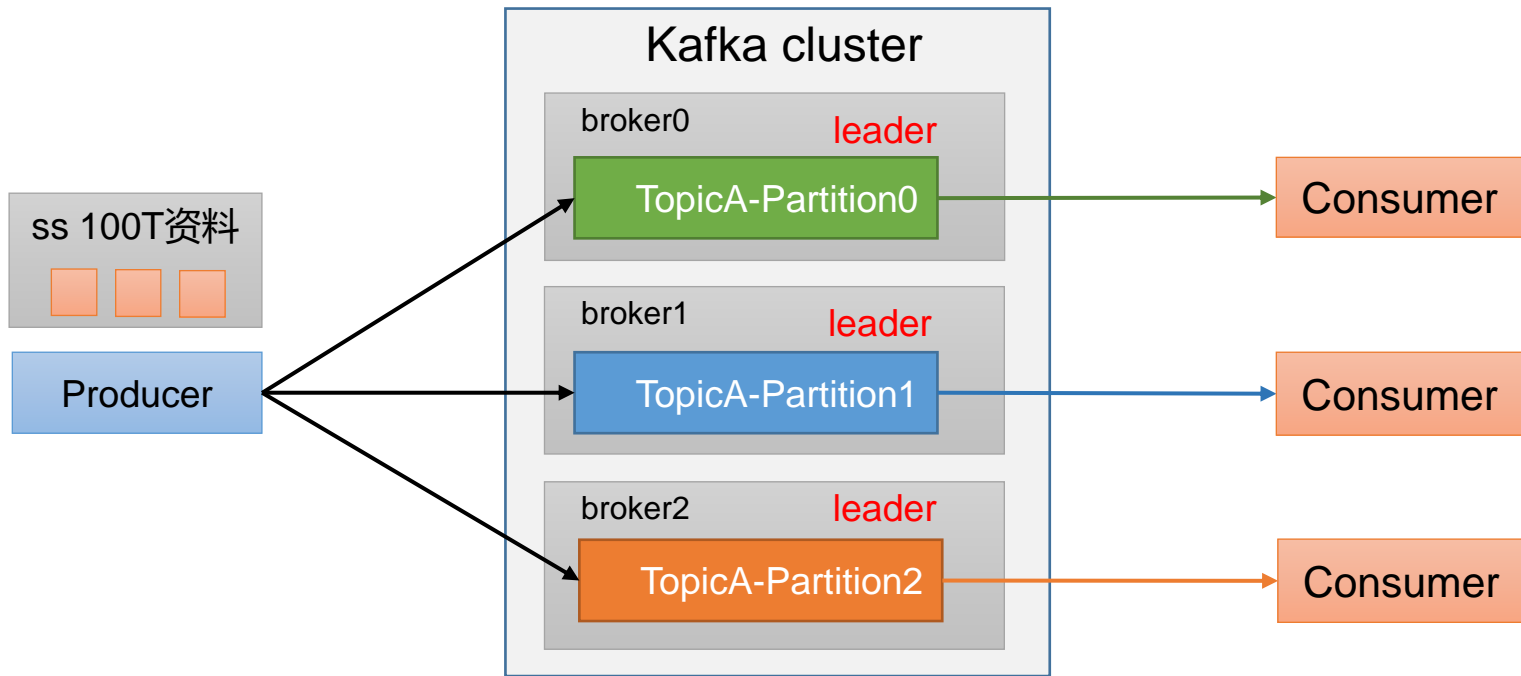 Kafka cluster
broker0
leader
TopicA-Partition0
Consumer
ss 100T资料
broker1
leader
Producer
TopicA-Partition1
Consumer
broker2
leader
TopicA-Partition2
Consumer